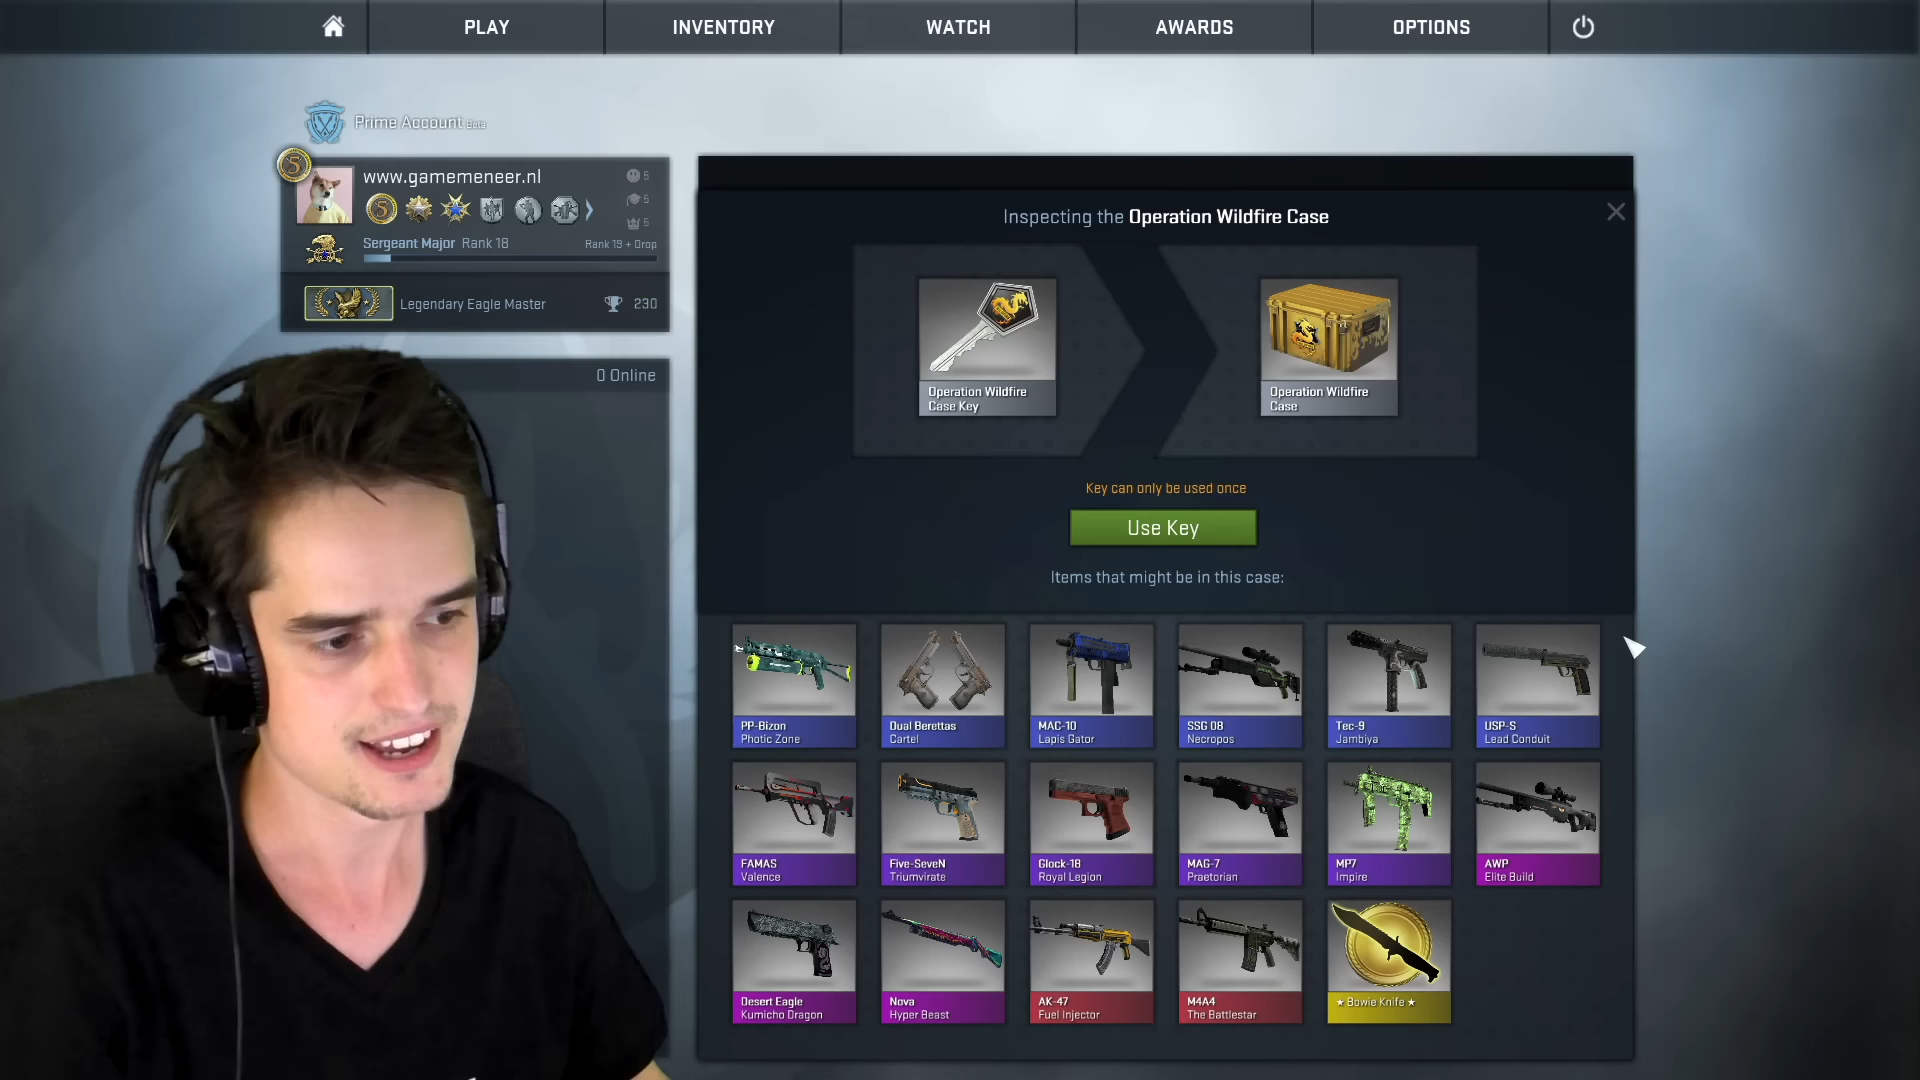 PLAY
INVENTORY
WATCH
AWARDS
OPTIONS
Prime Account Beta
5
www.gamemeneer.nl
5
5
5
5
Sergeant Major Rank 18
Rank 19 + Drop
Legendary Eagle Master
230
0 Online
Inspecting the Operation Wildfire Case
Operation Wildfire
Case Key
Operation Wildfire
Case
Key can only be used once
Use Key
Items that might be in this case:
PP-Bizon
Photic Zone
Dual Berettas
Cartel
MAC-10
Lapis Gator
SSG 08
Necropos
Tec-9
Jambiya
USP-S
Lead Conduit
FAMAS
Valence
Five-SeveN
Triumvirate
Glock-18
Royal Legion
MAG-7
Praetorian
MP7
Impire
AWP
Elite Build
Desert Eagle
Kumicho Dragon
Nova
Hyper Beast
AK-47
Fuel Injector
M4A4
The Battlestar
★ Bowie Knife ★